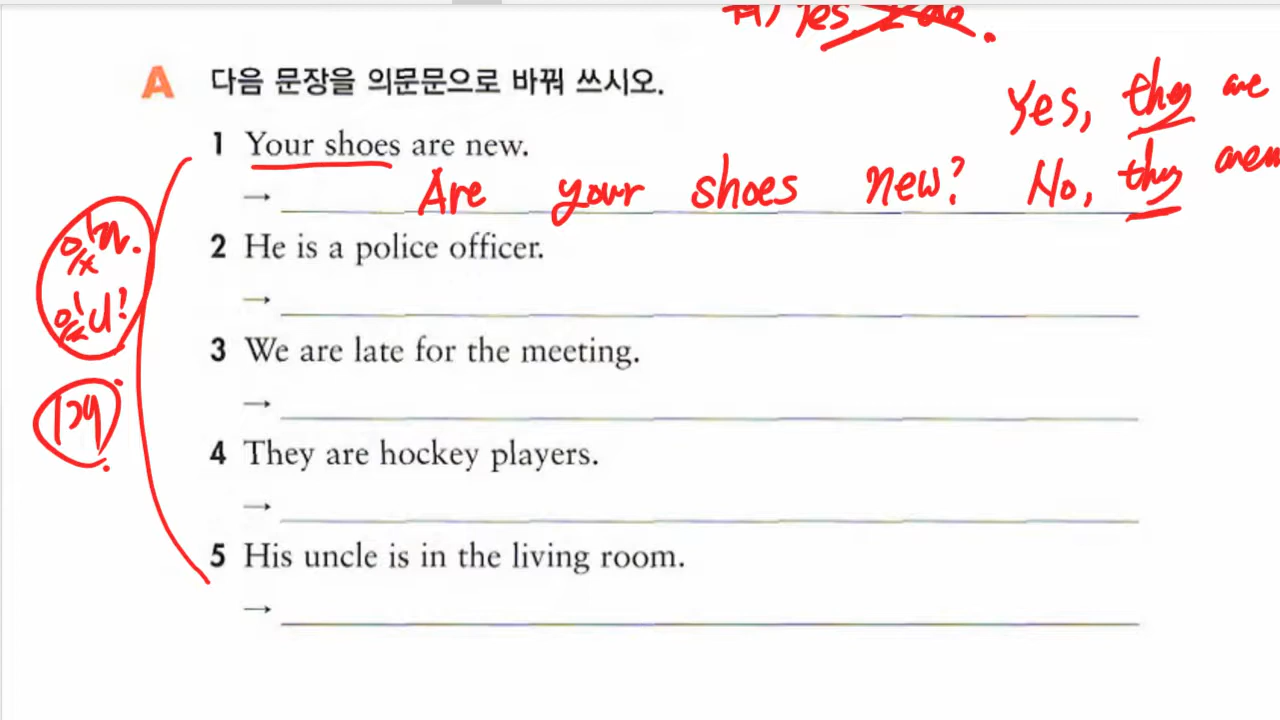 Yes I do.
A 다음 문장을 의문문으로 바꿔 쓰시오.
Yes, they are
1 Your shoes are new.
→ Are your shoes new? No, they aren
2 He is a police officer.
→
3 We are late for the meeting.
→
4 They are hockey players.
→
5 His uncle is in the living room.
→